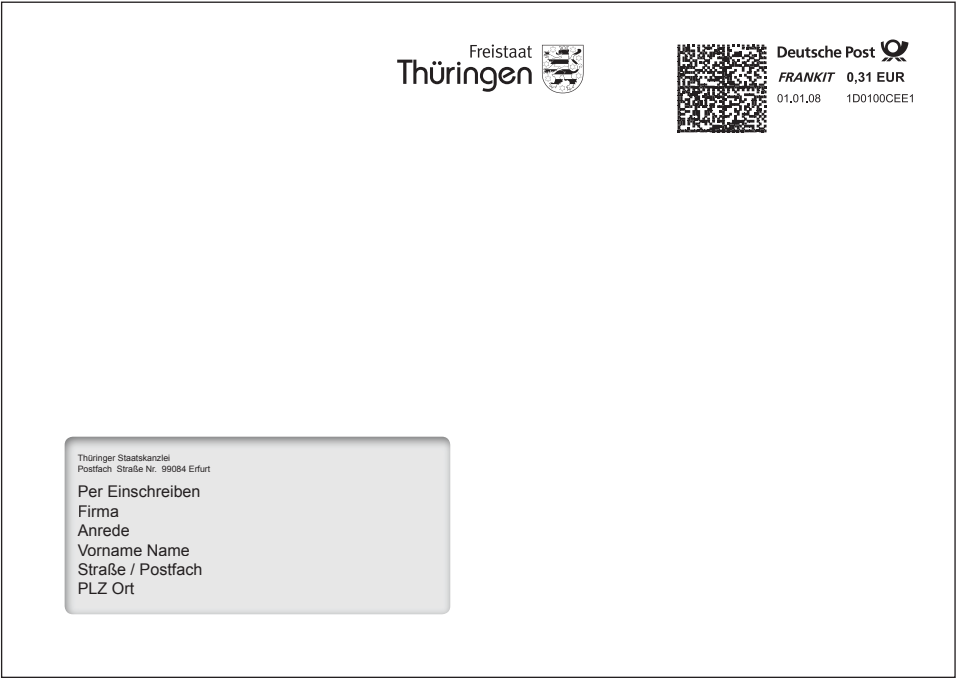 Freistaat
Thüringen
Deutsche Post
FRANKIT 0,31 EUR
01.01.08 1D0100CEE1
Thüringer Staatskanzlei
Postfach Straße Nr. 99084 Erfurt
Per Einschreiben
Firma
Anrede
Vorname Name
Straße / Postfach
PLZ Ort